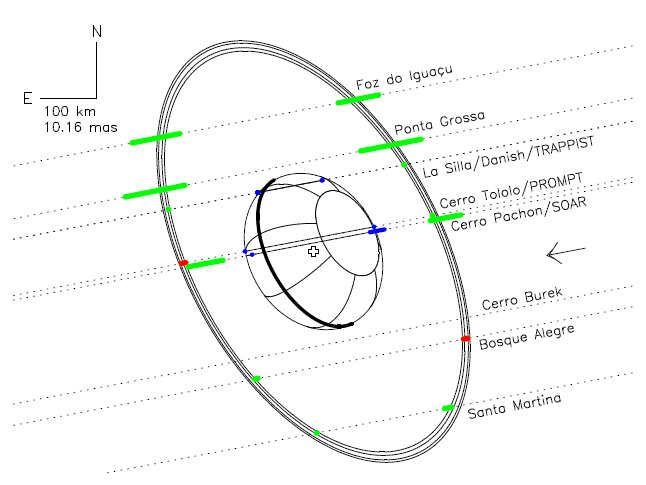 N
E
100 km
10.16 mas
Foz do Iguaçu
Ponta Grossa
La Silla/Danish/TRAPPIST
Cerro Tololo/PROMPT
Cerro Pachon/SOAR
Cerro Burek
Bosque Alegre
Santa Martina